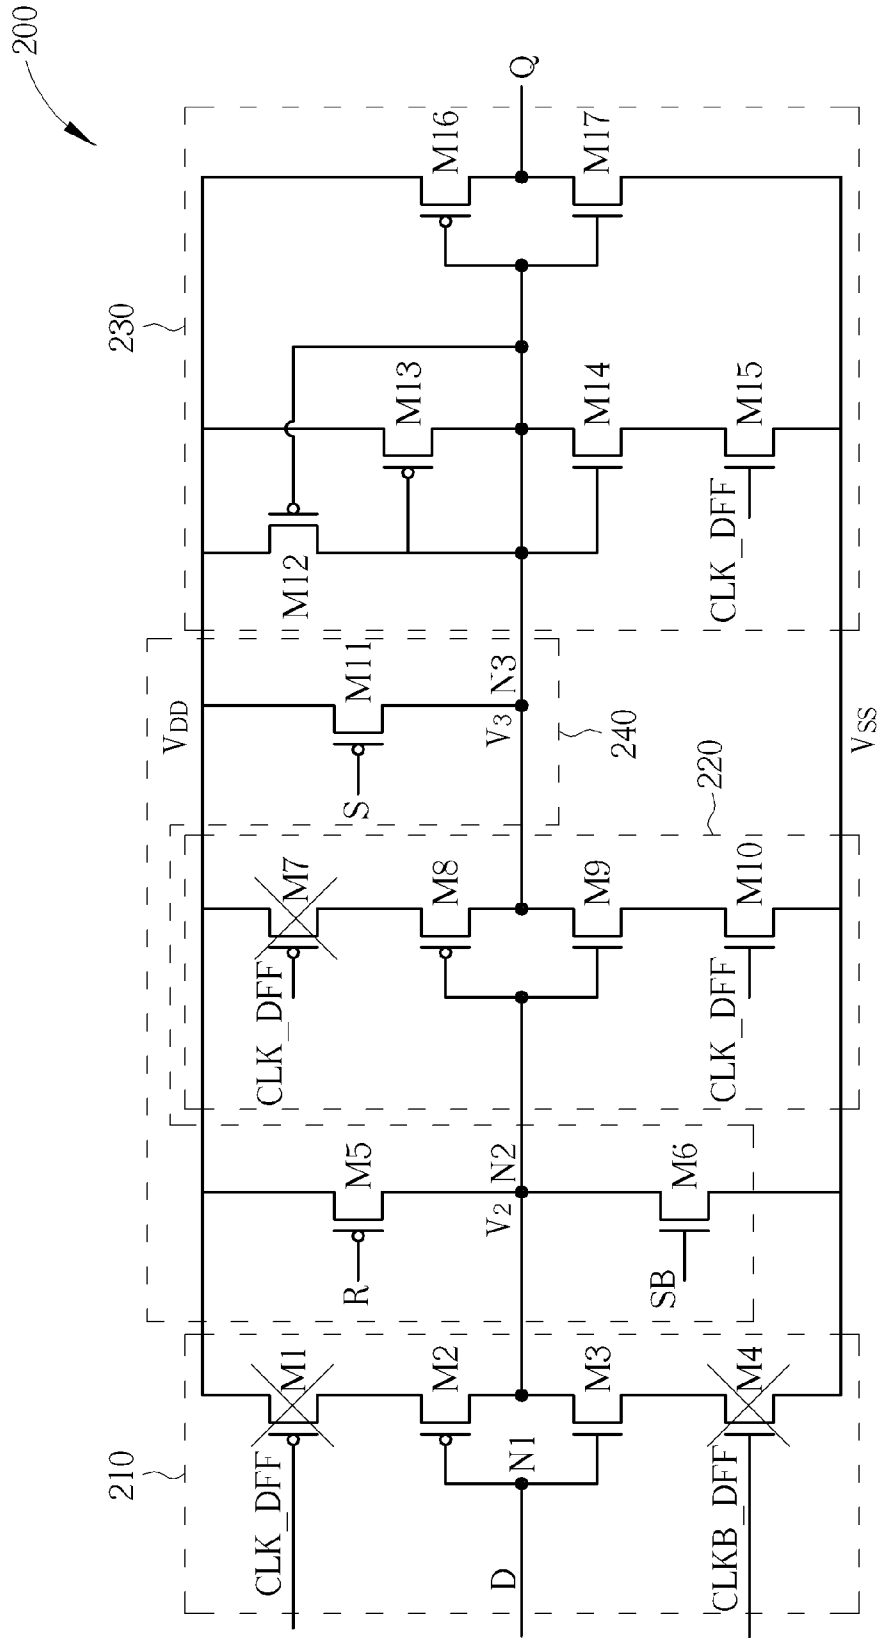 200
210
CLK_DFF
M1
M2
D
N1
M3
CLKB_DFF
M4
R
M5
V2
N2
SB
M6
CLK_DFF
M7
M8
M9
CLK_DFF
M10
220
VDD
S
M11
V3
N3
240
VSS
230
M12
M13
M14
CLK_DFF
M15
M16
M17
Q